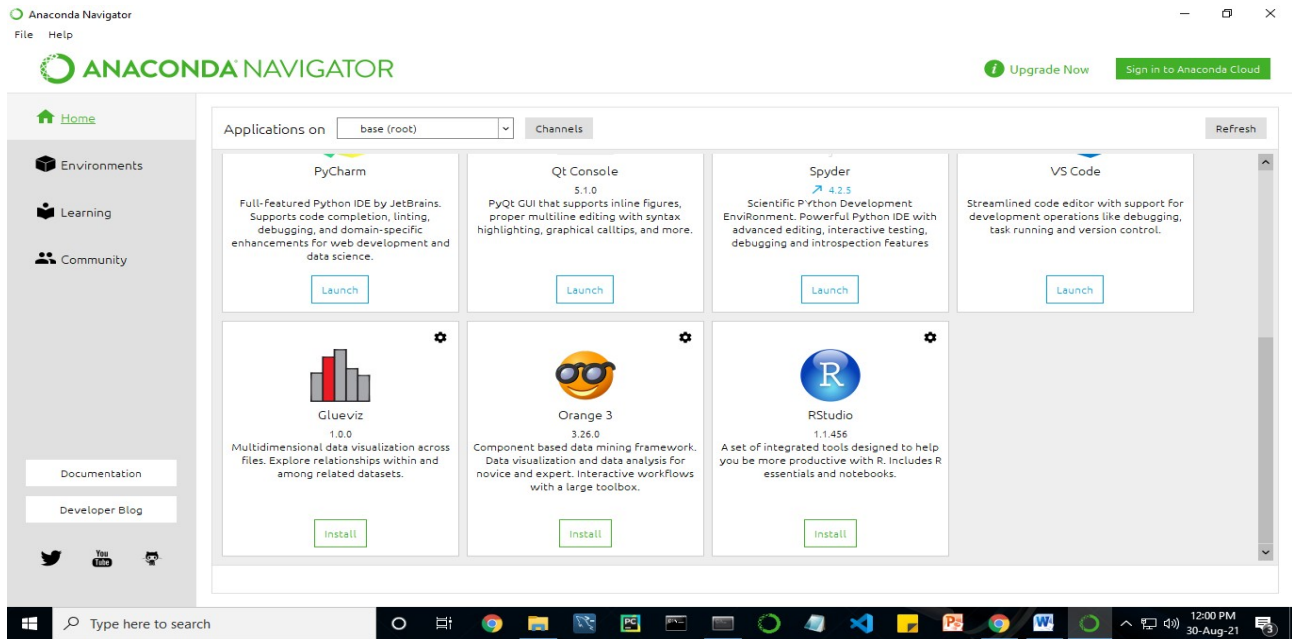 Anaconda Navigator
File Help
ANACONDA NAVIGATOR
i Upgrade Now
Sign in to Anaconda Cloud
Home
Environments
Learning
Community
Documentation
Developer Blog
You Tube
Applications on base (root) Channels Refresh
PyCharm
Full-featured Python IDE by JetBrains.
Supports code completion, linting,
debugging, and domain-specific
enhancements for web development and
data science.
Launch
Qt Console
5.1.0
PyQt GUI that supports inline figures,
proper multiline editing with syntax
highlighting, graphical calltips, and more.
Launch
Spyder
4.2.5
Scientific PYthon Development
EnviRonment. Powerful Python IDE with
advanced editing, interactive testing,
debugging and introspection features
Launch
VS Code
Streamlined code editor with support for
development operations like debugging,
task running and version control.
Launch
Glueviz
1.0.0
Multidimensional data visualization across
files. Explore relationships within and
among related datasets.
Install
Orange 3
3.26.0
Component based data mining framework.
Data visualization and data analysis for
novice and expert. Interactive workflows
with a large toolbox.
Install
R
RStudio
1.1.456
A set of integrated tools designed to help
you be more productive with R. Includes R
essentials and notebooks.
Install
Type here to search
PC
P
W
12:00 PM
30-Aug-21
3